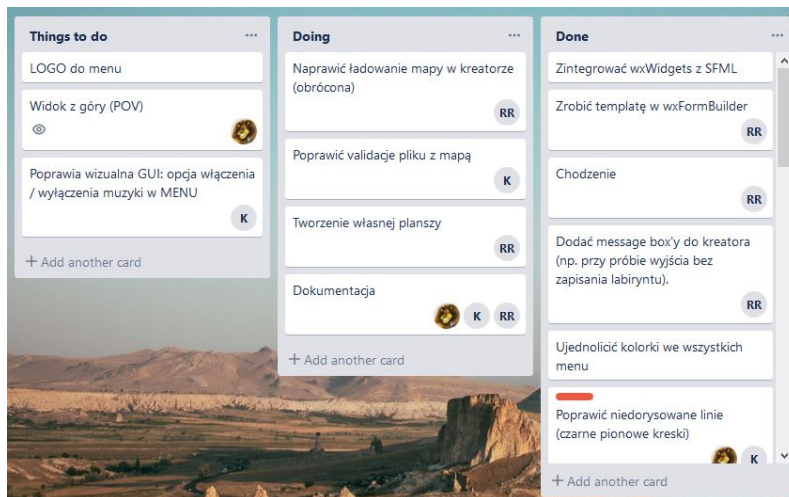 Things to do
LOGO do menu
Widok z góry (POV)
Poprawia wizualna GUI: opcja włączenia
/ wyłączenia muzyki w MENU
K
+ Add another card
Doing
Naprawić ładowanie mapy w kreatorze
(obrócona)
RR
Poprawić validacje pliku z mapą
K
Tworzenie własnej planszy
RR
Dokumentacja
K RR
+ Add another card
Done
Zintegrować wxWidgets z SFML
Zrobić templatę w wxFormBuilder
RR
Chodzenie
RR
Dodać message box'y do kreatora
(np. przy próbie wyjścia bez
zapisania labiryntu).
RR
Ujednolicić kolorki we wszystkich
menu
Poprawić niedorysowane linie
(czarne pionowe kreski)
K
+ Add another card